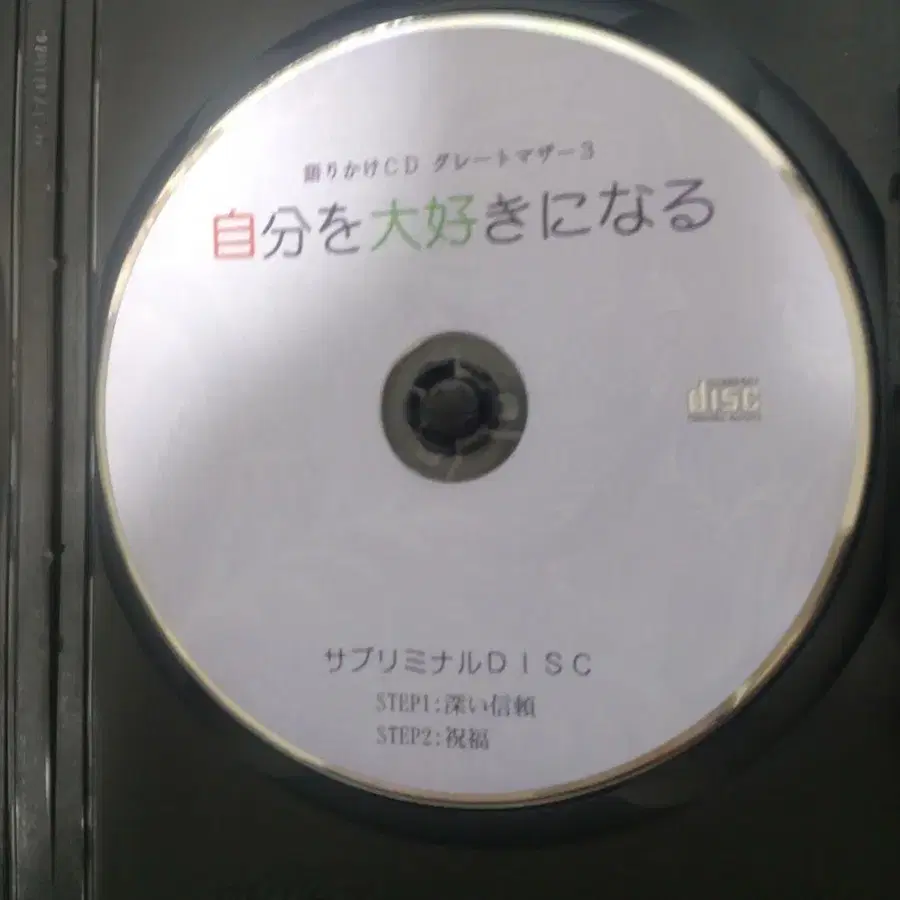 語りかけCD グレートマザー3
自分を大好きになる
disc
サブリミナルDISC
STEP1:深い信頼
STEP2:祝福